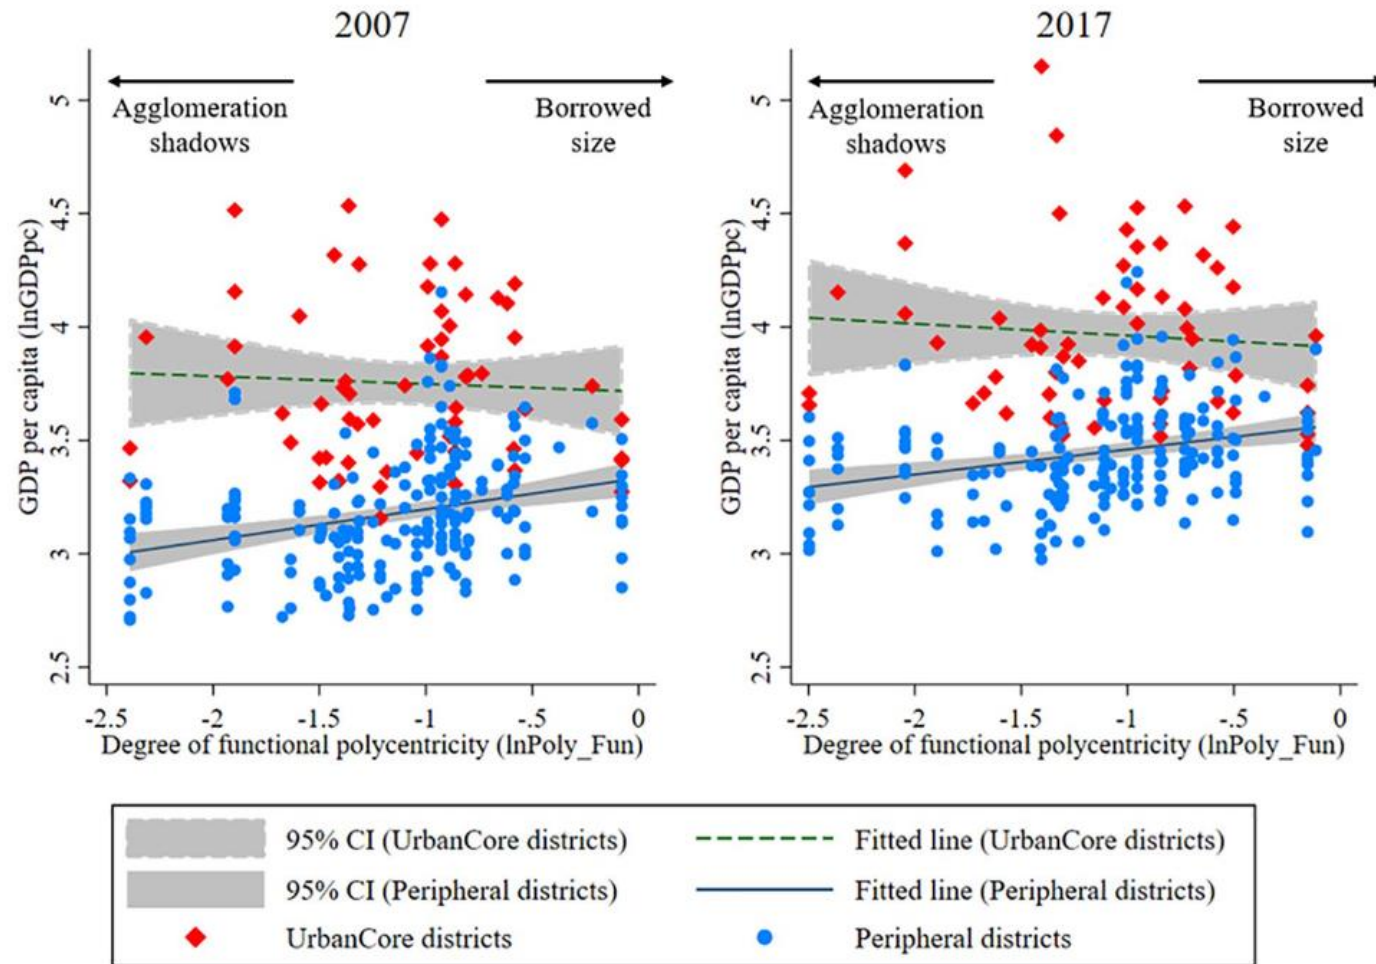 2007
Agglomeration
shadows
Borrowed
size
GDP per capita (lnGDPpc)
5
4.5
4
3.5
3
2.5
-2.5 -2 -1.5 -1 -.5 0
Degree of functional polycentricity (lnPoly_Fun)
2017
Agglomeration
shadows
Borrowed
size
GDP per capita (lnGDPpc)
5
4.5
4
3.5
3
2.5
-2.5 -2 -1.5 -1 -.5 0
Degree of functional polycentricity (lnPoly_Fun)
95% CI (UrbanCore districts) Fitted line (UrbanCore districts)
95% CI (Peripheral districts) Fitted line (Peripheral districts)
UrbanCore districts Peripheral districts